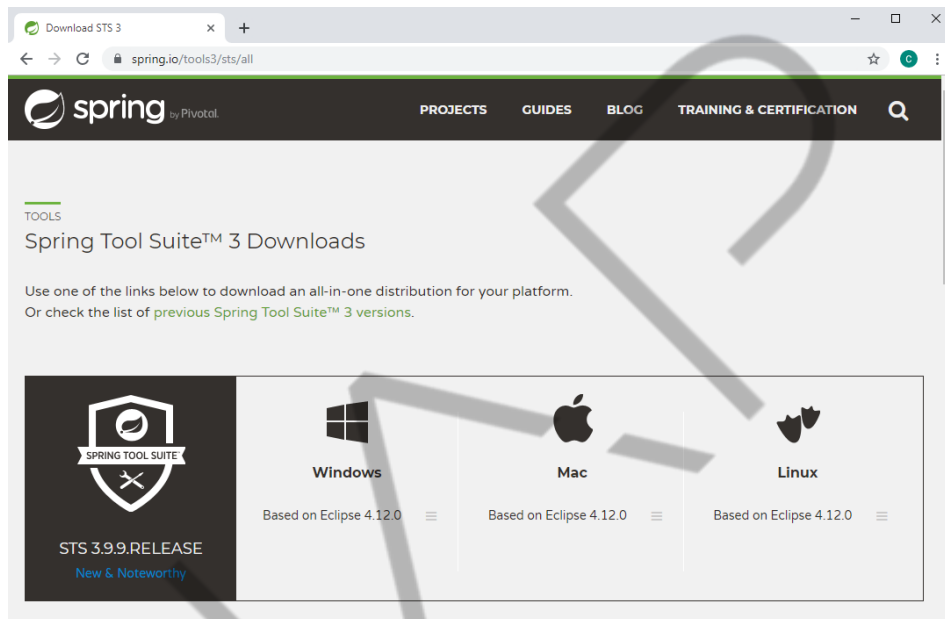 Download STS 3
spring.io/tools3/sts/all
C
spring by Pivotal.
PROJECTS GUIDES BLOG TRAINING & CERTIFICATION
TOOLS
Spring Tool Suite™ 3 Downloads
Use one of the links below to download an all-in-one distribution for your platform.
Or check the list of previous Spring Tool Suite™ 3 versions.
SPRING TOOL SUITE
STS 3.9.9.RELEASE
New & Noteworthy
Windows
Based on Eclipse 4.12.0
Mac
Based on Eclipse 4.12.0
Linux
Based on Eclipse 4.12.0